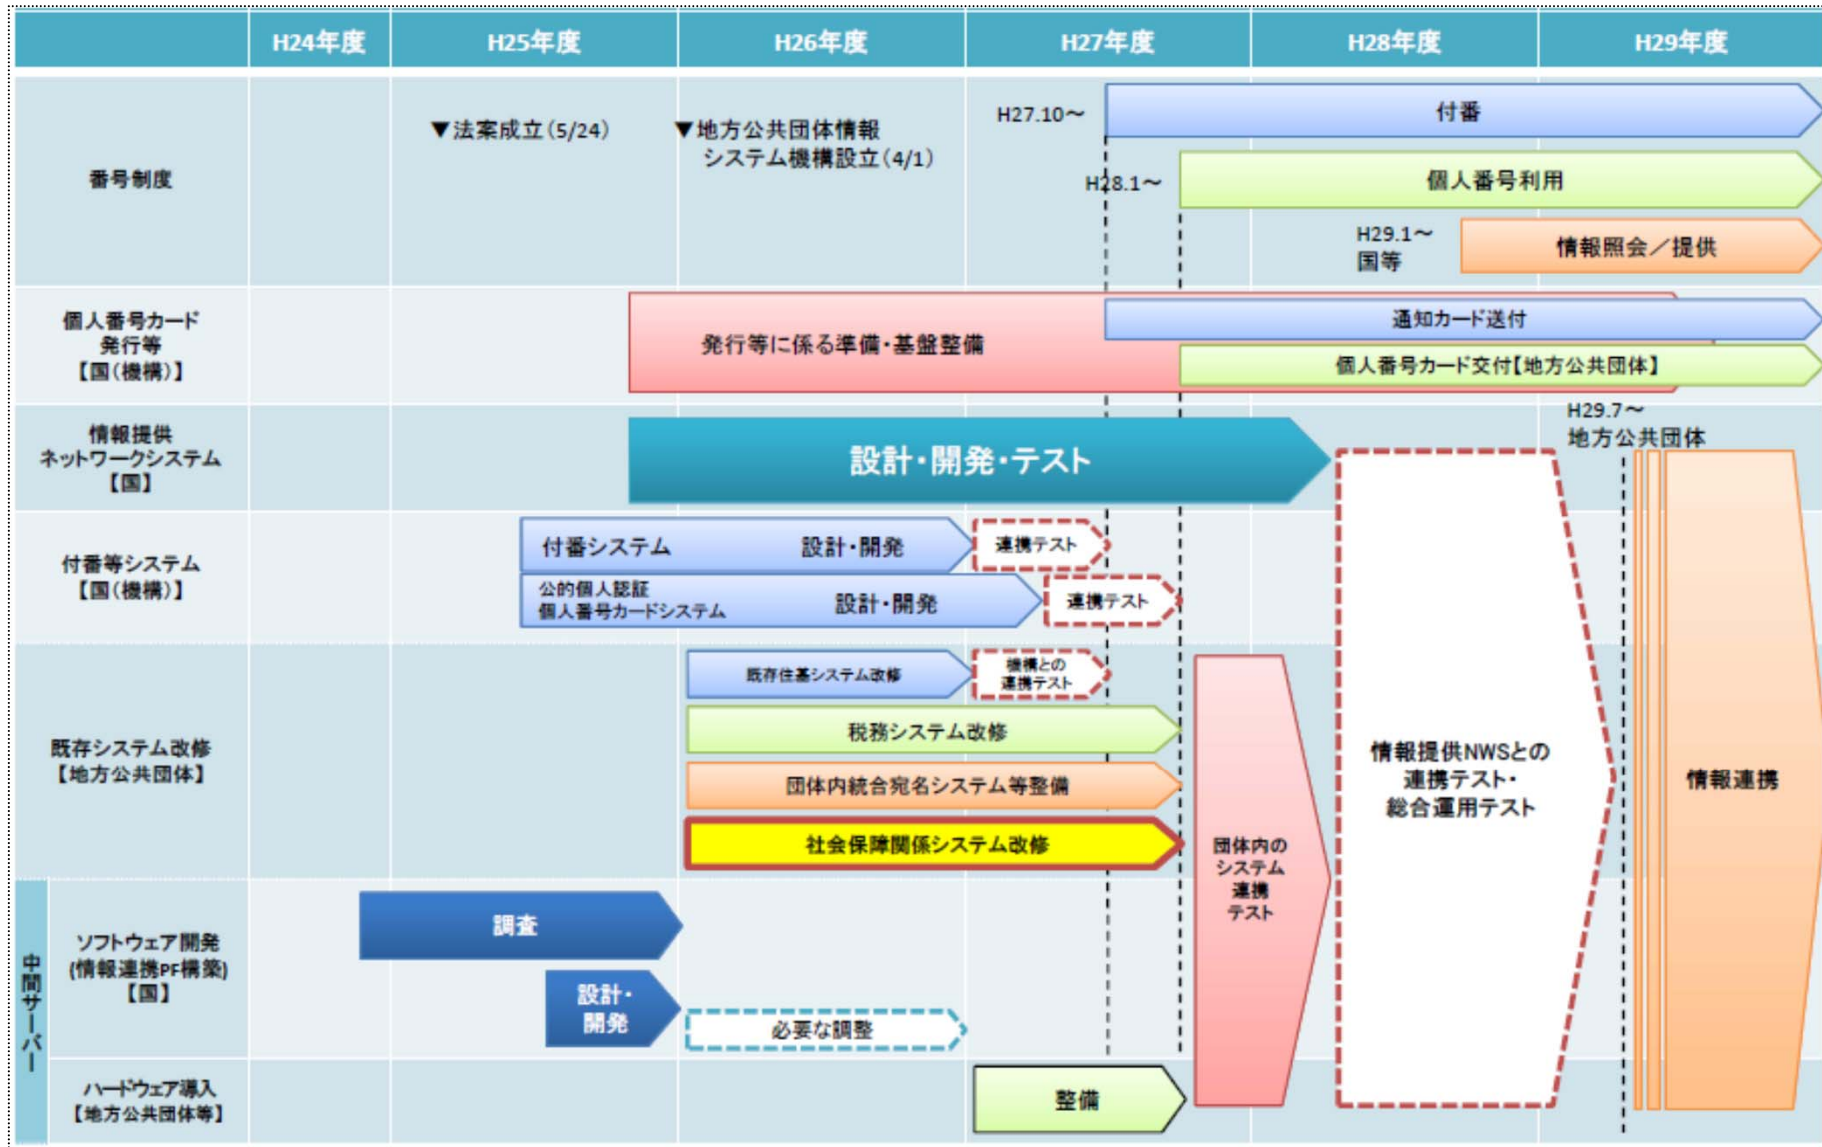 H24年度 H25年度 H26年度 H27年度 H28年度 H29年度
番号制度
▼法案成立(5/24)
▼地方公共団体情報
システム機構設立(4/1)
H27.10～
付番
H28.1～
個人番号利用
H29.1～
国等
情報照会／提供
個人番号カード
発行等
【国(機構)】
発行等に係る準備・基盤整備
通知カード送付
個人番号カード交付【地方公共団体】
情報提供
ネットワークシステム
【国】
設計・開発・テスト
H29.7～
地方公共団体
付番等システム
【国(機構)】
付番システム 設計・開発
連携テスト
公的個人認証
個人番号カードシステム
設計・開発
連携テスト
既存システム改修
【地方公共団体】
既存住基システム改修
機構との
連携テスト
税務システム改修
団体内統合宛名システム等整備
社会保障関係システム改修
団体内の
システム
連携
テスト
情報提供NWSとの
連携テスト・
総合運用テスト
情報連携
中間サーバー
ソフトウェア開発
(情報連携PF構築)
【国】
調査
設計・
開発
必要な調整
ハードウェア導入
【地方公共団体等】
整備